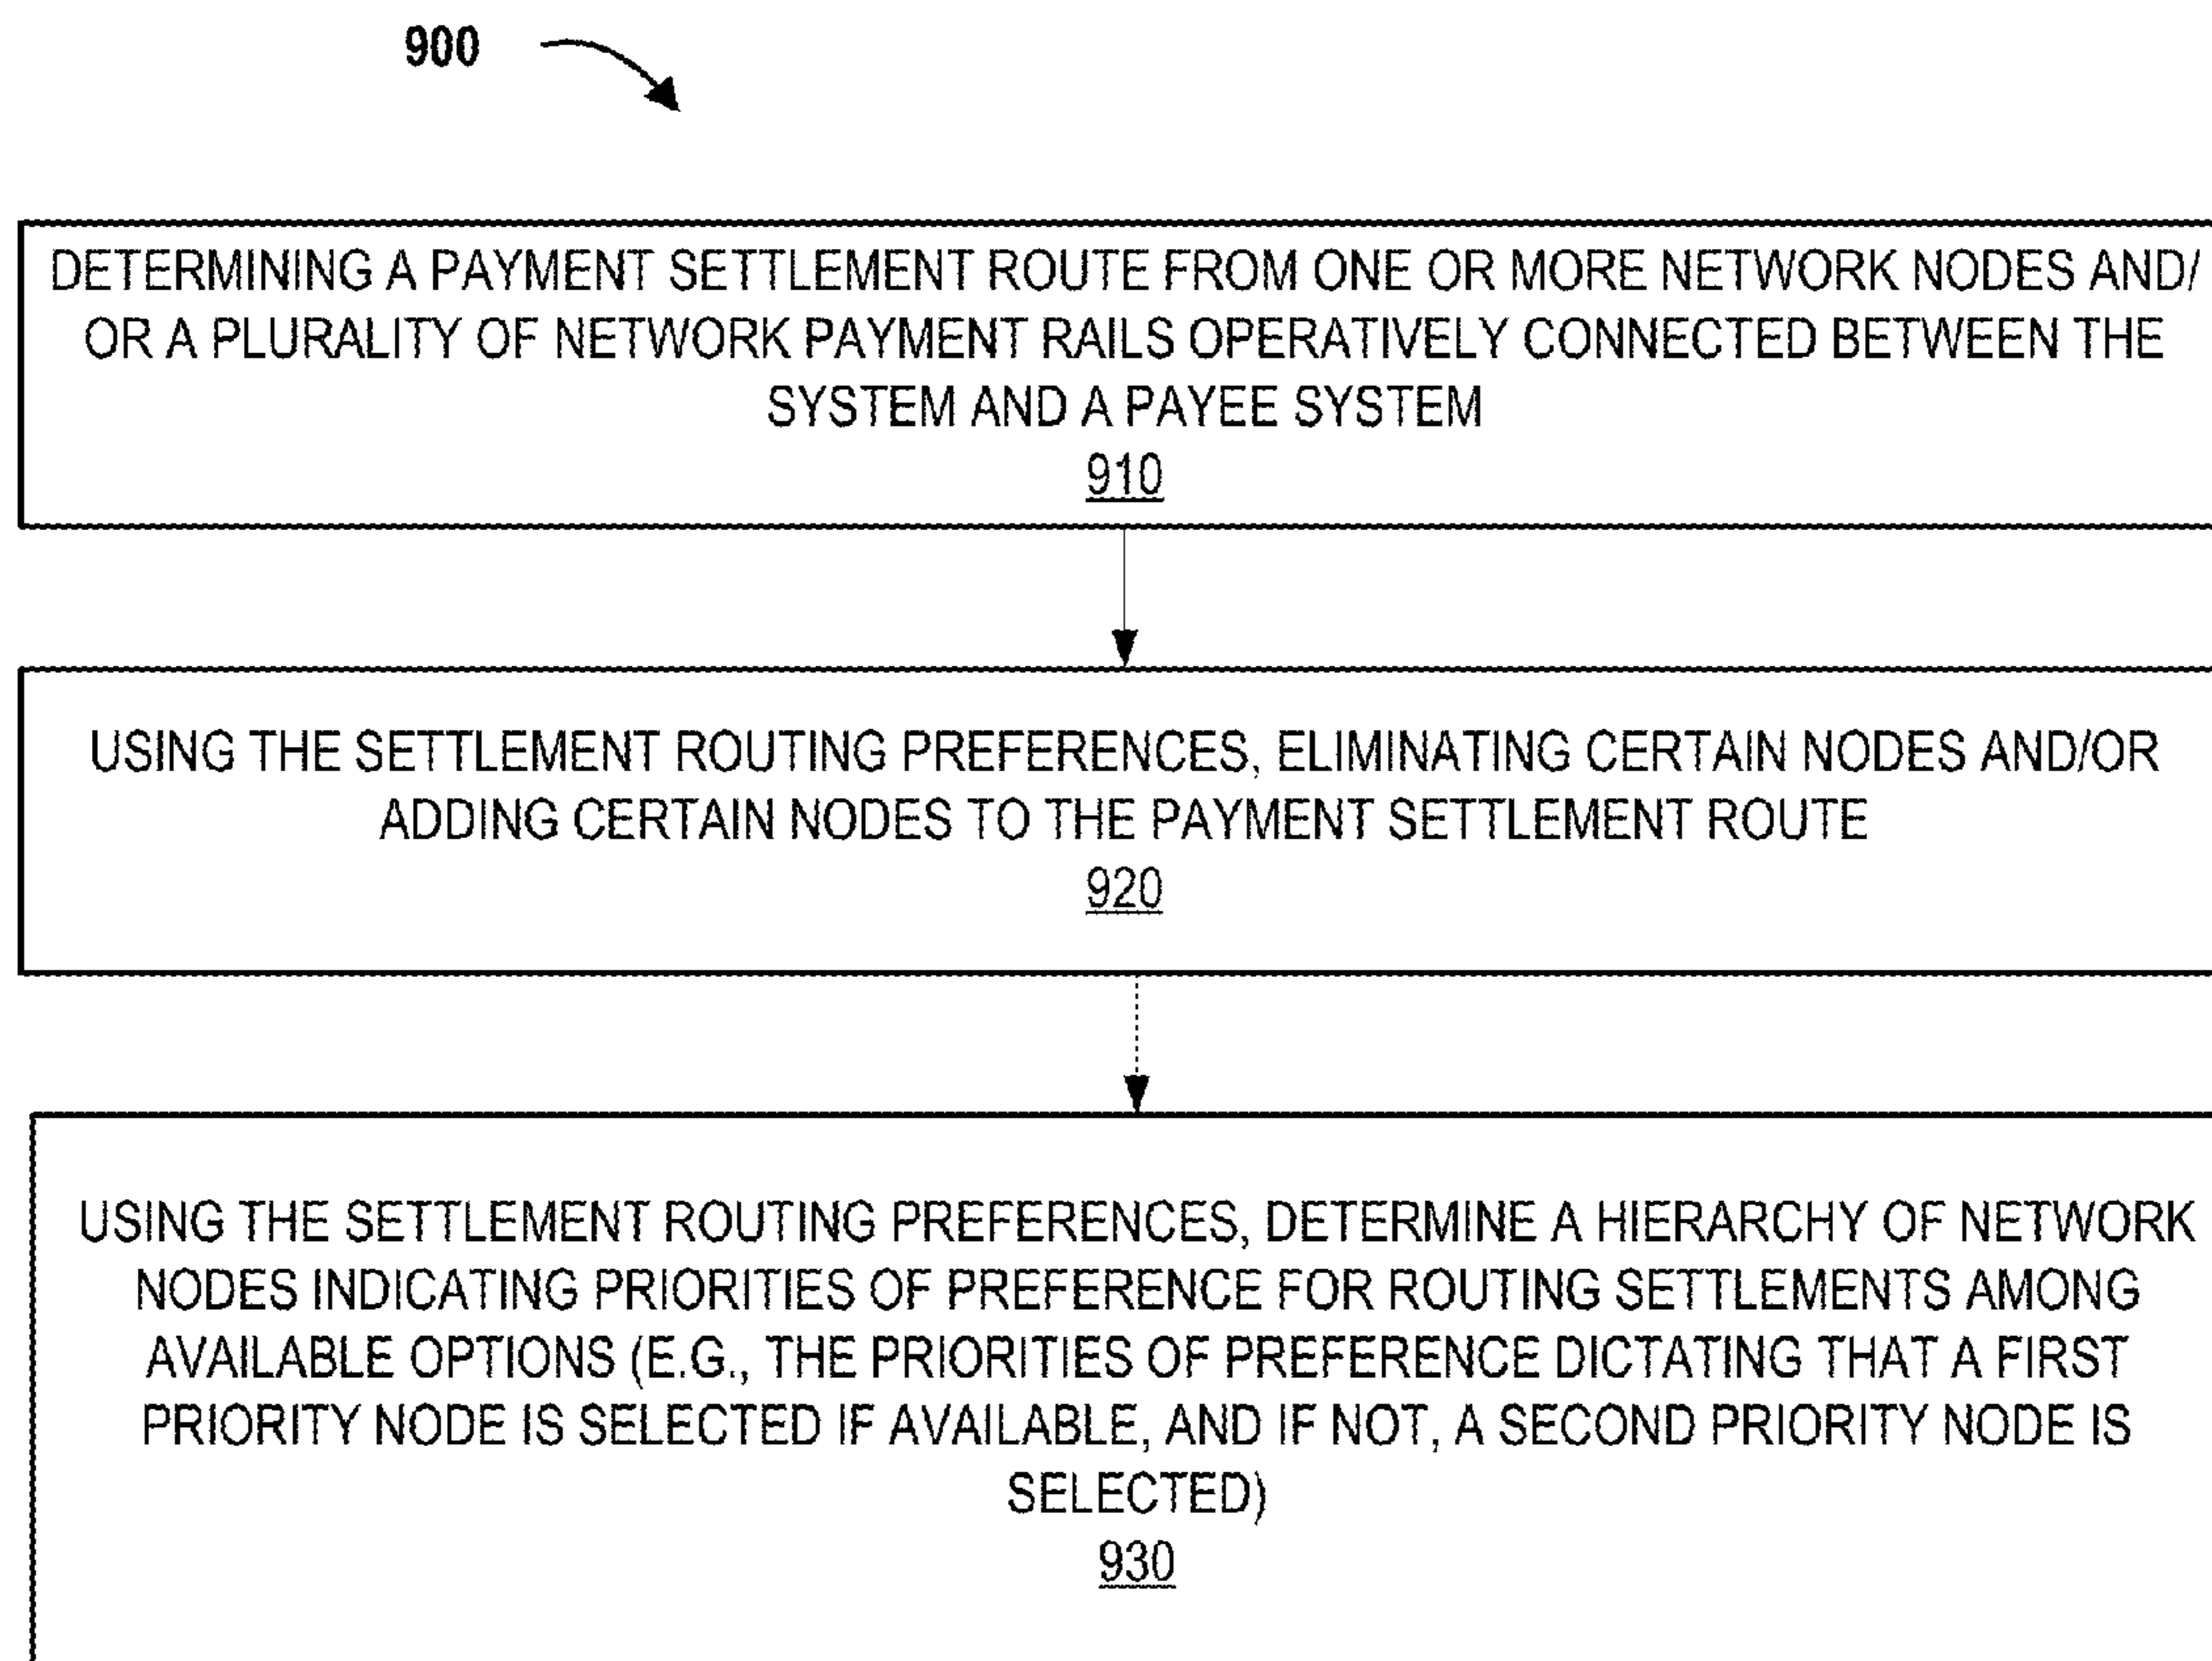 900
DETERMINING A PAYMENT SETTLEMENT ROUTE FROM ONE OR MORE NETWORK NODES AND/
OR A PLURALITY OF NETWORK PAYMENT RAILS OPERATIVELY CONNECTED BETWEEN THE
SYSTEM AND A PAYEE SYSTEM
910
USING THE SETTLEMENT ROUTING PREFERENCES, ELIMINATING CERTAIN NODES AND/OR
ADDING CERTAIN NODES TO THE PAYMENT SETTLEMENT ROUTE
920
USING THE SETTLEMENT ROUTING PREFERENCES, DETERMINE A HIERARCHY OF NETWORK
NODES INDICATING PRIORITIES OF PREFERENCE FOR ROUTING SETTLEMENTS AMONG
AVAILABLE OPTIONS (E.G., THE PRIORITIES OF PREFERENCE DICTATING THAT A FIRST
PRIORITY NODE IS SELECTED IF AVAILABLE, AND IF NOT, A SECOND PRIORITY NODE IS
SELECTED)
930